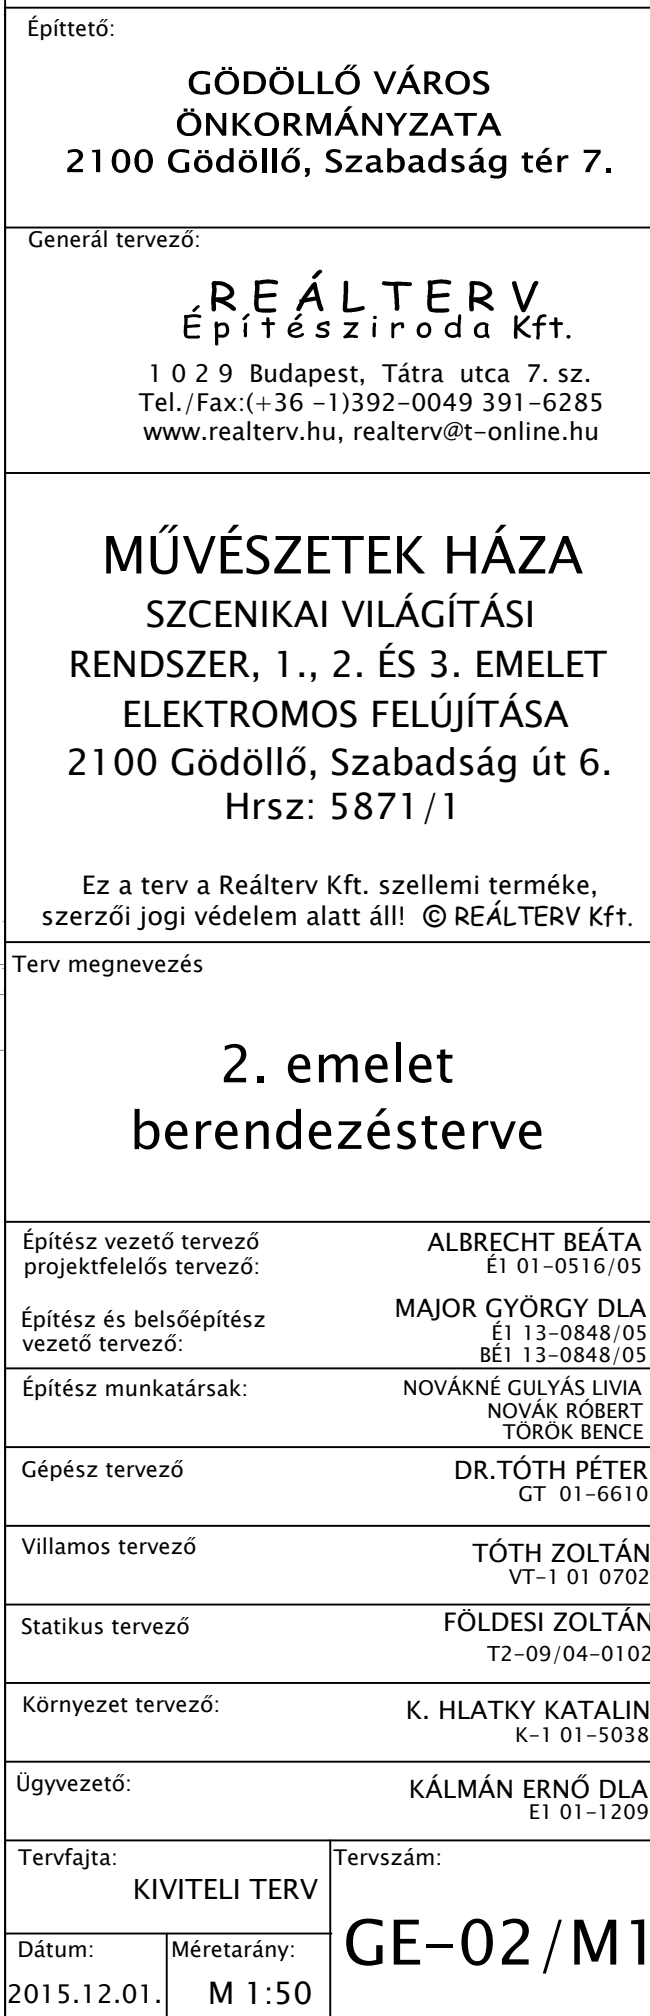 Építtető:
GÖDÖLLŐ VÁROS
ÖNKORMÁNYZATA
2100 Gödöllő, Szabadság tér 7.
Generál tervező:
REÁLTERV
Építésziroda Kft.
1 0 2 9 Budapest, Tátra utca 7. sz.
Tel./Fax:(+36 -1)392-0049 391-6285
www.realterv.hu, realterv@t-online.hu
MŰVÉSZETEK HÁZA
SZCENIKAI VILÁGÍTÁSI
RENDSZER, 1., 2. ÉS 3. EMELET
ELEKTROMOS FELÚJÍTÁSA
2100 Gödöllő, Szabadság út 6.
Hrsz: 5871/1
Ez a terv a Reálterv Kft. szellemi terméke,
szerzői jogi védelem alatt áll! © REÁLTERV Kft.
Terv megnevezés
2. emelet
berendezésterve
Építész vezető tervező ALBRECHT BEÁTA
projektfelelős tervező: É1 01-0516/05
Építész és belsőépítész MAJOR GYÖRGY DLA
vezető tervező: É1 13-0848/05
BÉ1 13-0848/05
Építész munkatársak: NOVÁKNÉ GULYÁS LIVIA
NOVÁK RÓBERT
TÖRÖK BENCE
Gépész tervező DR.TÓTH PÉTER
GT 01-6610
Villamos tervező TÓTH ZOLTÁN
VT-1 01 0702
Statikus tervező FÖLDESI ZOLTÁN
T2-09/04-0102
Környezet tervező: K. HLATKY KATALIN
K-1 01-5038
Ügyvezető: KÁLMÁN ERNŐ DLA
E1 01-1209
Tervfajta: Tervszám:
KIVITELI TERV
GE-02/M1
Dátum: Méretarány:
2015.12.01. M 1:50